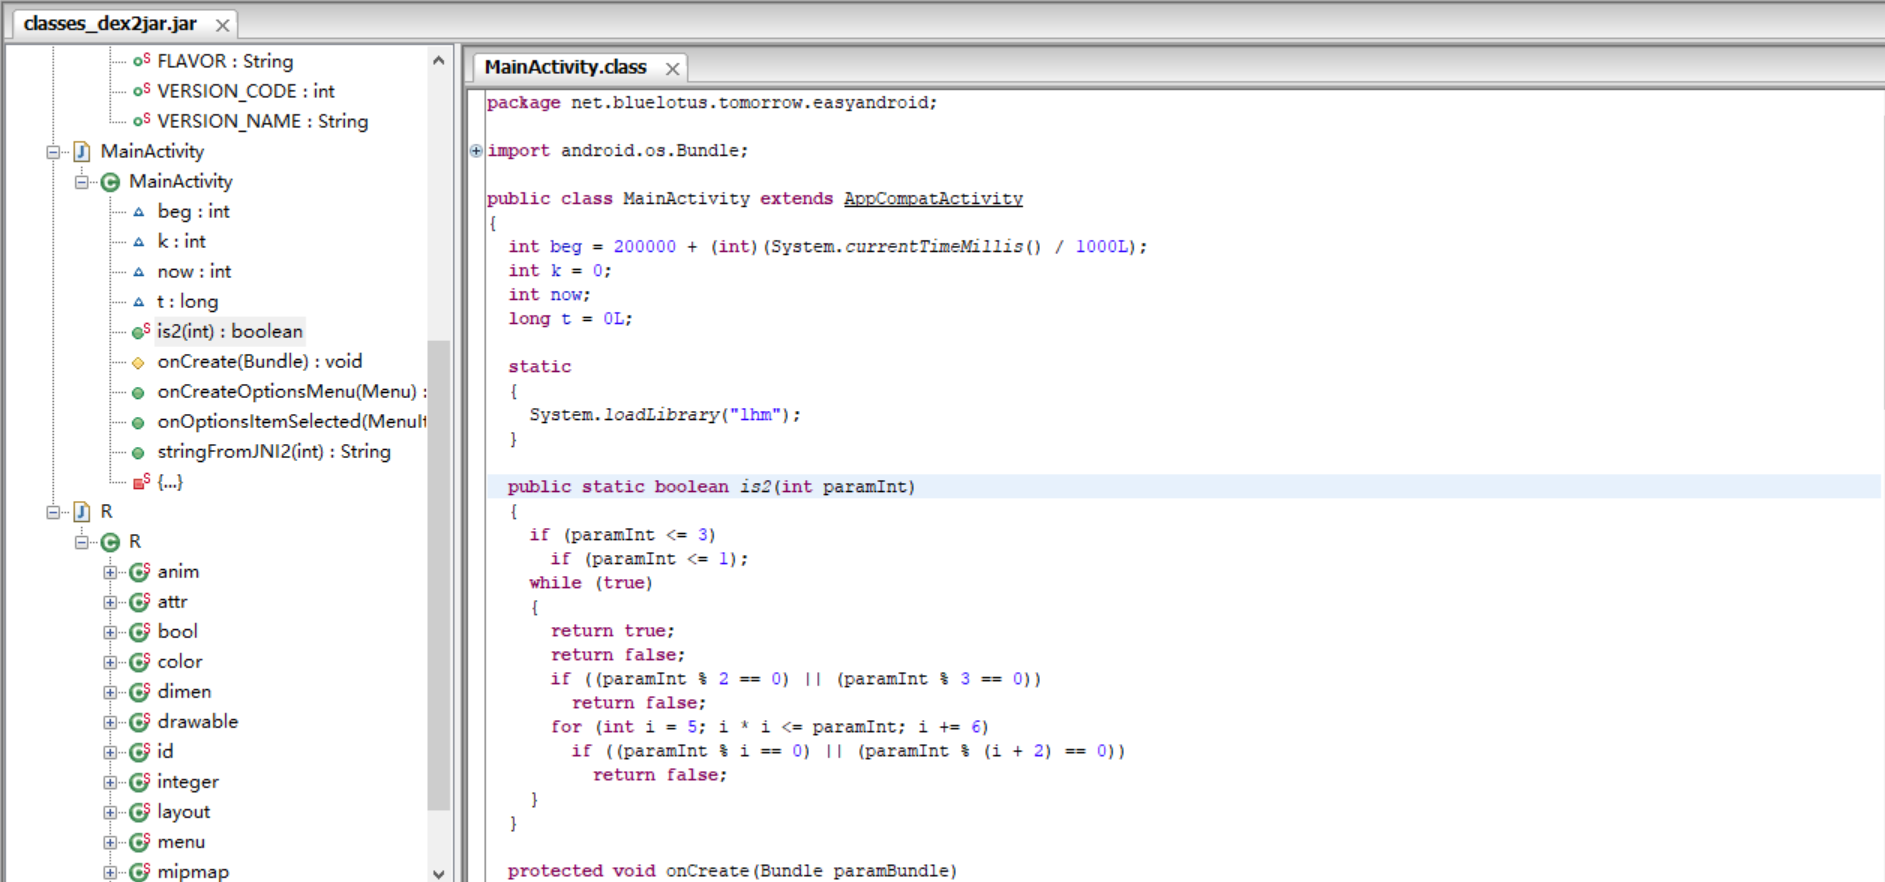 classes_dex2jar.jar
FLAVOR : String
VERSION_CODE : int
VERSION_NAME : String
MainActivity
MainActivity
beg : int
k : int
now : int
t : long
is2(int) : boolean
onCreate(Bundle) : void
onCreateOptionsMenu(Menu) :
onOptionsItemSelected(MenuIt
stringFromJNI2(int) : String
{...}
R
R
anim
attr
bool
color
dimen
drawable
id
integer
layout
menu
mipmap
MainActivity.class
package net.bluelotus.tomorrow.easyandroid;
import android.os.Bundle;
public class MainActivity extends AppCompatActivity
{
int beg = 200000 + (int)(System.currentTimeMillis() / 1000L);
int k = 0;
int now;
long t = 0L;
static
{
System.loadLibrary("lhm");
}
public static boolean is2(int paramInt)
{
if (paramInt <= 3)
if (paramInt <= 1);
while (true)
{
return true;
return false;
if ((paramInt % 2 == 0) || (paramInt % 3 == 0))
return false;
for (int i = 5; i * i <= paramInt; i += 6)
if ((paramInt % i == 0) || (paramInt % (i + 2) == 0))
return false;
}
}
protected void onCreate(Bundle paramBundle)